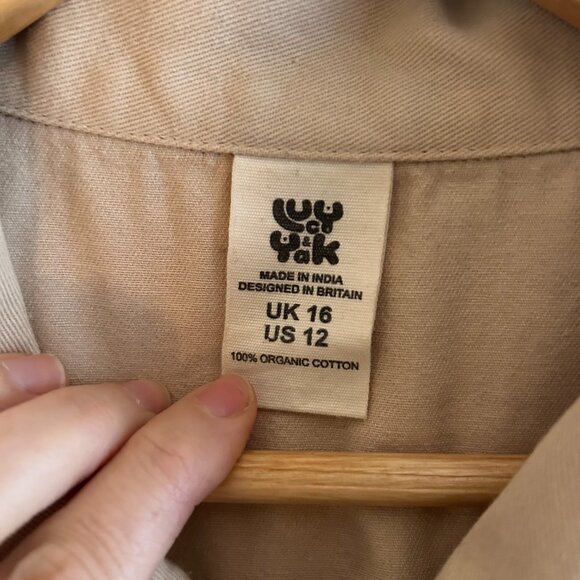 Lucy
&
Yak
MADE IN INDIA
DESIGNED IN BRITAIN
UK 16
US 12
100% ORGANIC COTTON